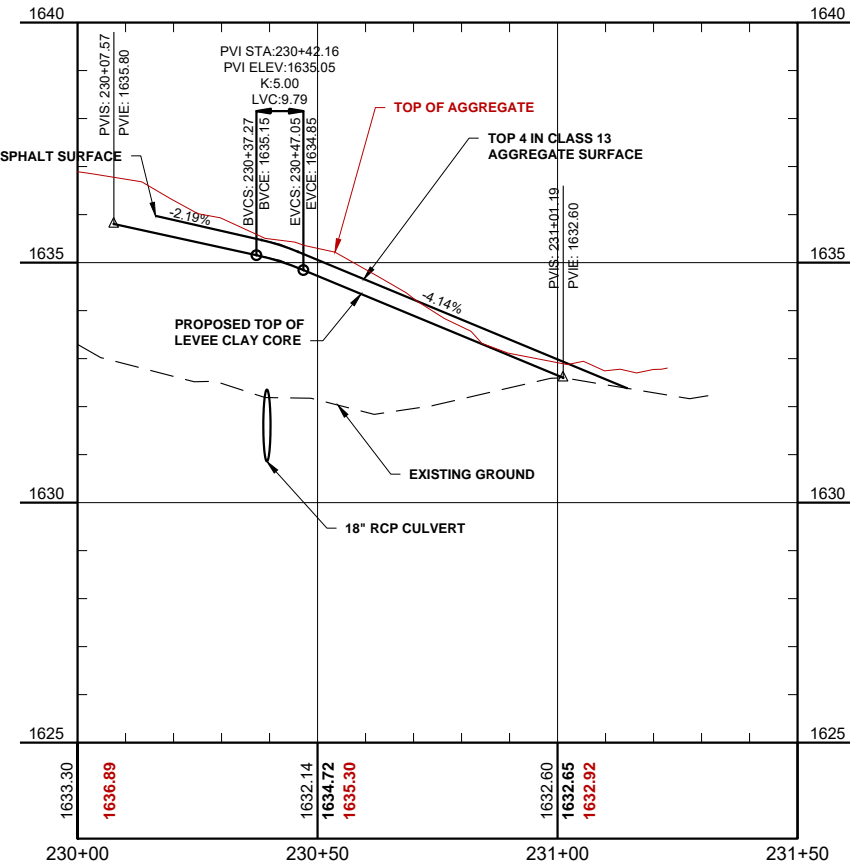 1640
1640
PVIS: 230+07.57
PVIE: 1635.80
PVI STA:230+42.16
PVI ELEV:1635.05
K:5.00
LVC:9.79
BVCS: 230+37.27
BVCE: 1635.15
EVCS: 230+47.05
EVCE: 1634.85
TOP OF AGGREGATE
TOP 4 IN CLASS 13
AGGREGATE SURFACE
SPHALT SURFACE
-2.19%
PVIS: 231+01.19
PVIE: 1632.60
1635
1635
-4.14%
PROPOSED TOP OF
LEVEE CLAY CORE
EXISTING GROUND
1630
1630
18" RCP CULVERT
1625
1625
1633.30
1636.89
1632.14
1634.72
1635.30
1632.60
1632.65
1632.92
230+00
230+50
231+00
231+50